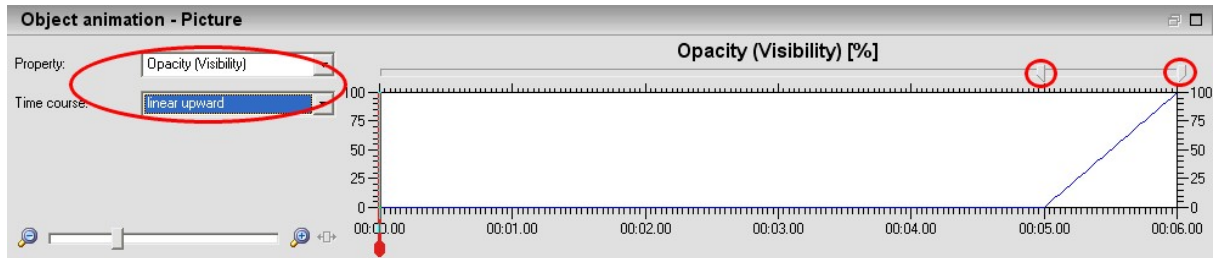 Object animation - Picture
Property: Opacity (Visibility)
Time course: linear upward
Opacity (Visibility) [%]
100 100
75 75
50 50
25 25
0 0
00:00.00 00:01.00 00:02.00 00:03.00 00:04.00 00:05.00 00:06.00